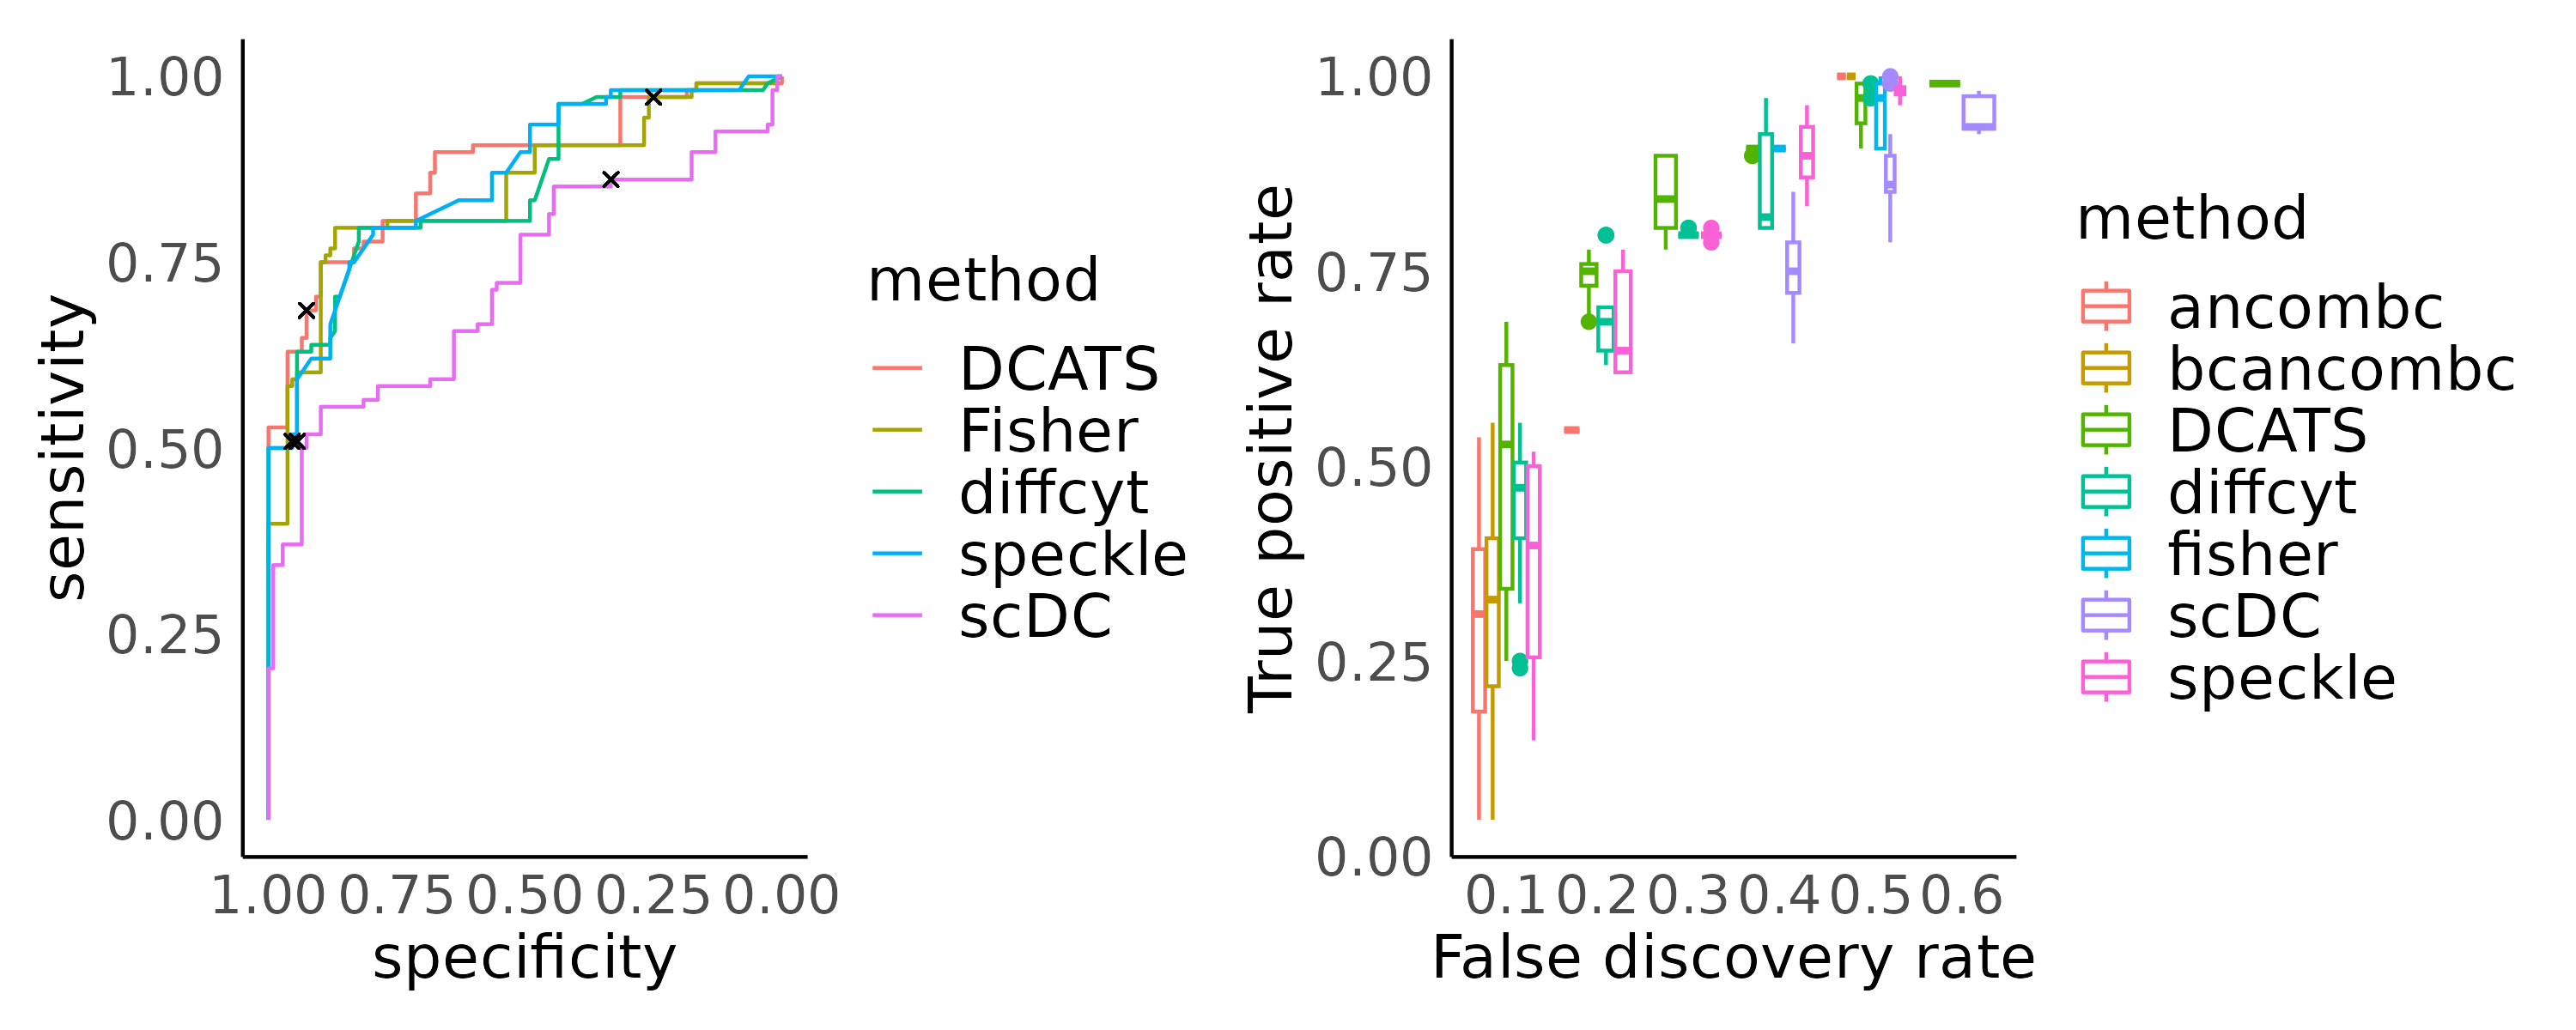 1.00
0.75
0.50
0.25
0.00
sensitivity
1.00 0.75 0.50 0.25 0.00
specificity
method
DCATS
Fisher
diffcyt
speckle
scDC
1.00
0.75
0.50
0.25
0.00
True positive rate
0.1 0.2 0.3 0.4 0.5 0.6
False discovery rate
method
ancombc
bcancombc
DCATS
diffcyt
fisher
scDC
speckle